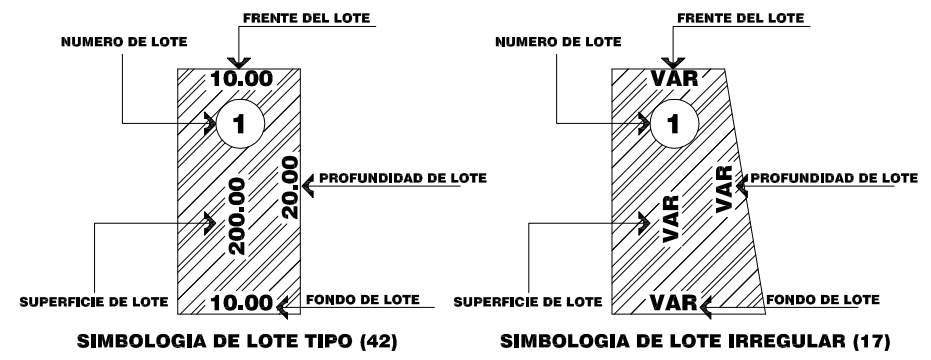 FRENTE DEL LOTE
NUMERO DE LOTE
10.00
1
PROFUNDIDAD DE LOTE
20.00
200.00
SUPERFICIE DE LOTE
10.00
FONDO DE LOTE
SIMBOLOGIA DE LOTE TIPO (42)
FRENTE DEL LOTE
NUMERO DE LOTE
VAR
1
PROFUNDIDAD DE LOTE
VAR
VAR
SUPERFICIE DE LOTE
VAR
FONDO DE LOTE
SIMBOLOGIA DE LOTE IRREGULAR (17)